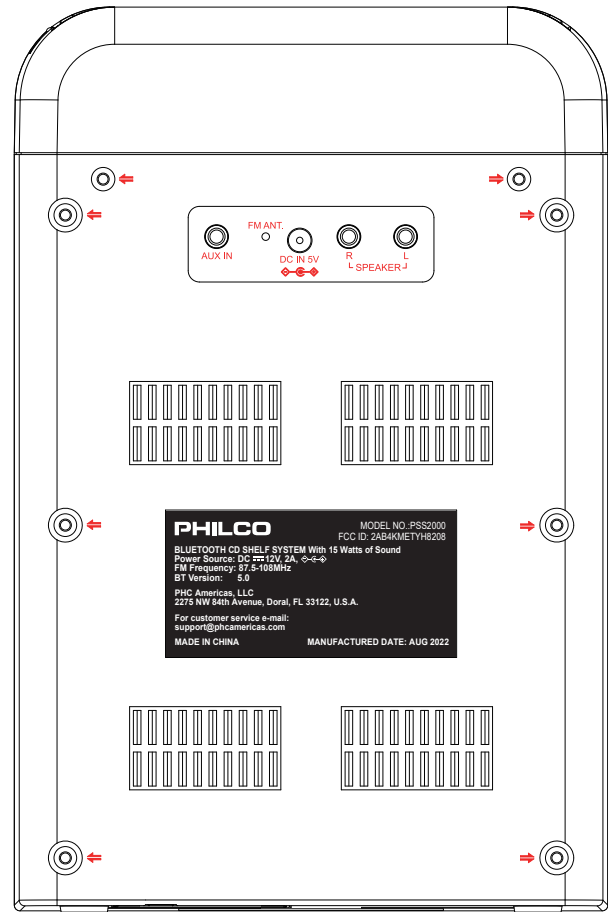 FM ANT.
AUX IN
DC IN 5V
R
L
SPEAKER
PHILCO
MODEL NO.:PSS2000
FCC ID: 2AB4KMETYH8208
BLUETOOTH CD SHELF SYSTEM With 15 Watts of Sound
Power Source: DC 12V, 2A,
FM Frequency: 87.5-108MHz
BT Version: 5.0
PHC Americas, LLC
2275 NW 84th Avenue, Doral, FL 33122, U.S.A.
For customer service e-mail:
support@phcamericas.com
MADE IN CHINA
MANUFACTURED DATE: AUG 2022